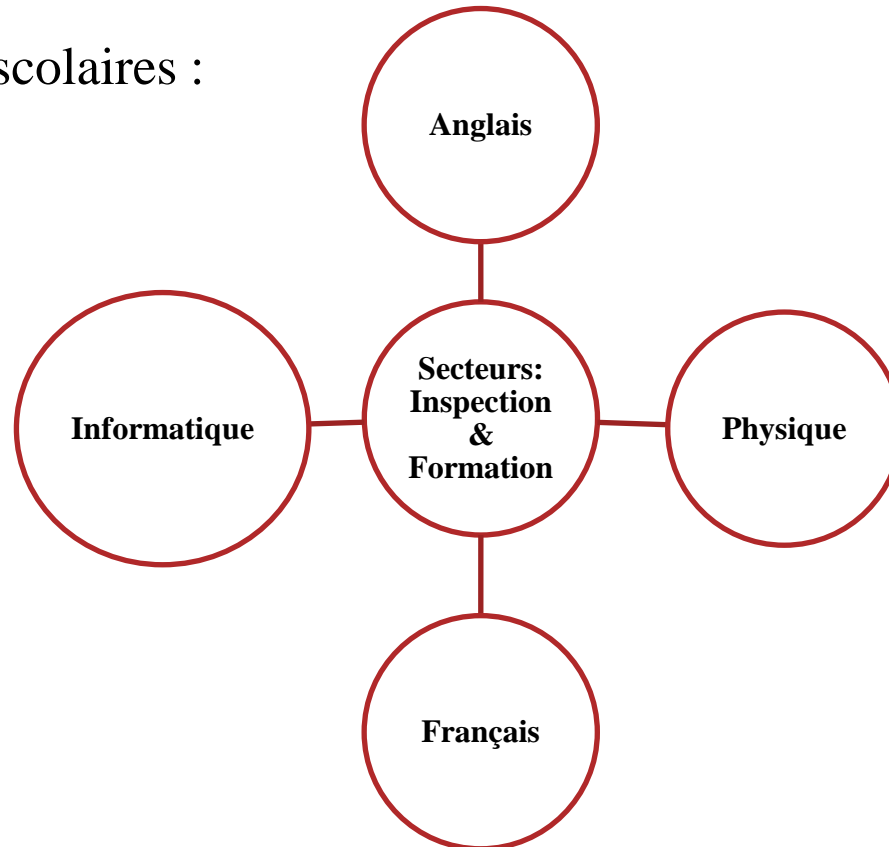 scolaires :
Anglais
Informatique
Secteurs:
Inspection
&
Formation
Physique
Français